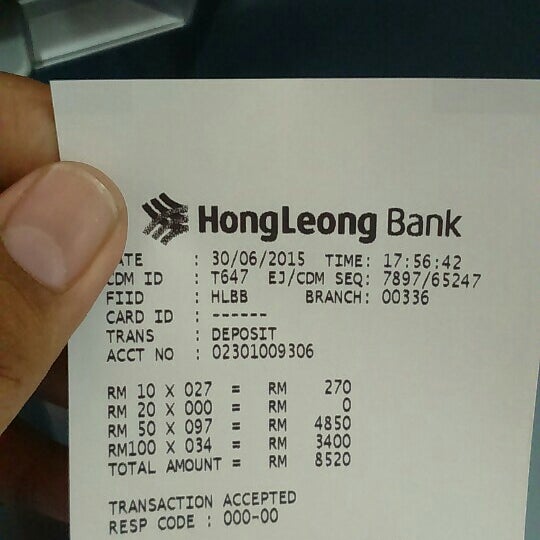 HongLeong Bank
ATE : 30/06/2015 TIME: 17:56:42
CDM ID : T647 EJ/CDM SEQ: 7897/65247
FIID : HLBB BRANCH: 00336
CARD ID : ------
TRANS : DEPOSIT
ACCT NO : 02301009306
RM 10 X 027 = RM 270
RM 20 X 000 = RM 0
RM 50 X 097 = RM 4850
RM100 X 034 = RM 3400
TOTAL AMOUNT = RM 8520
TRANSACTION ACCEPTED
RESP CODE : 000-00